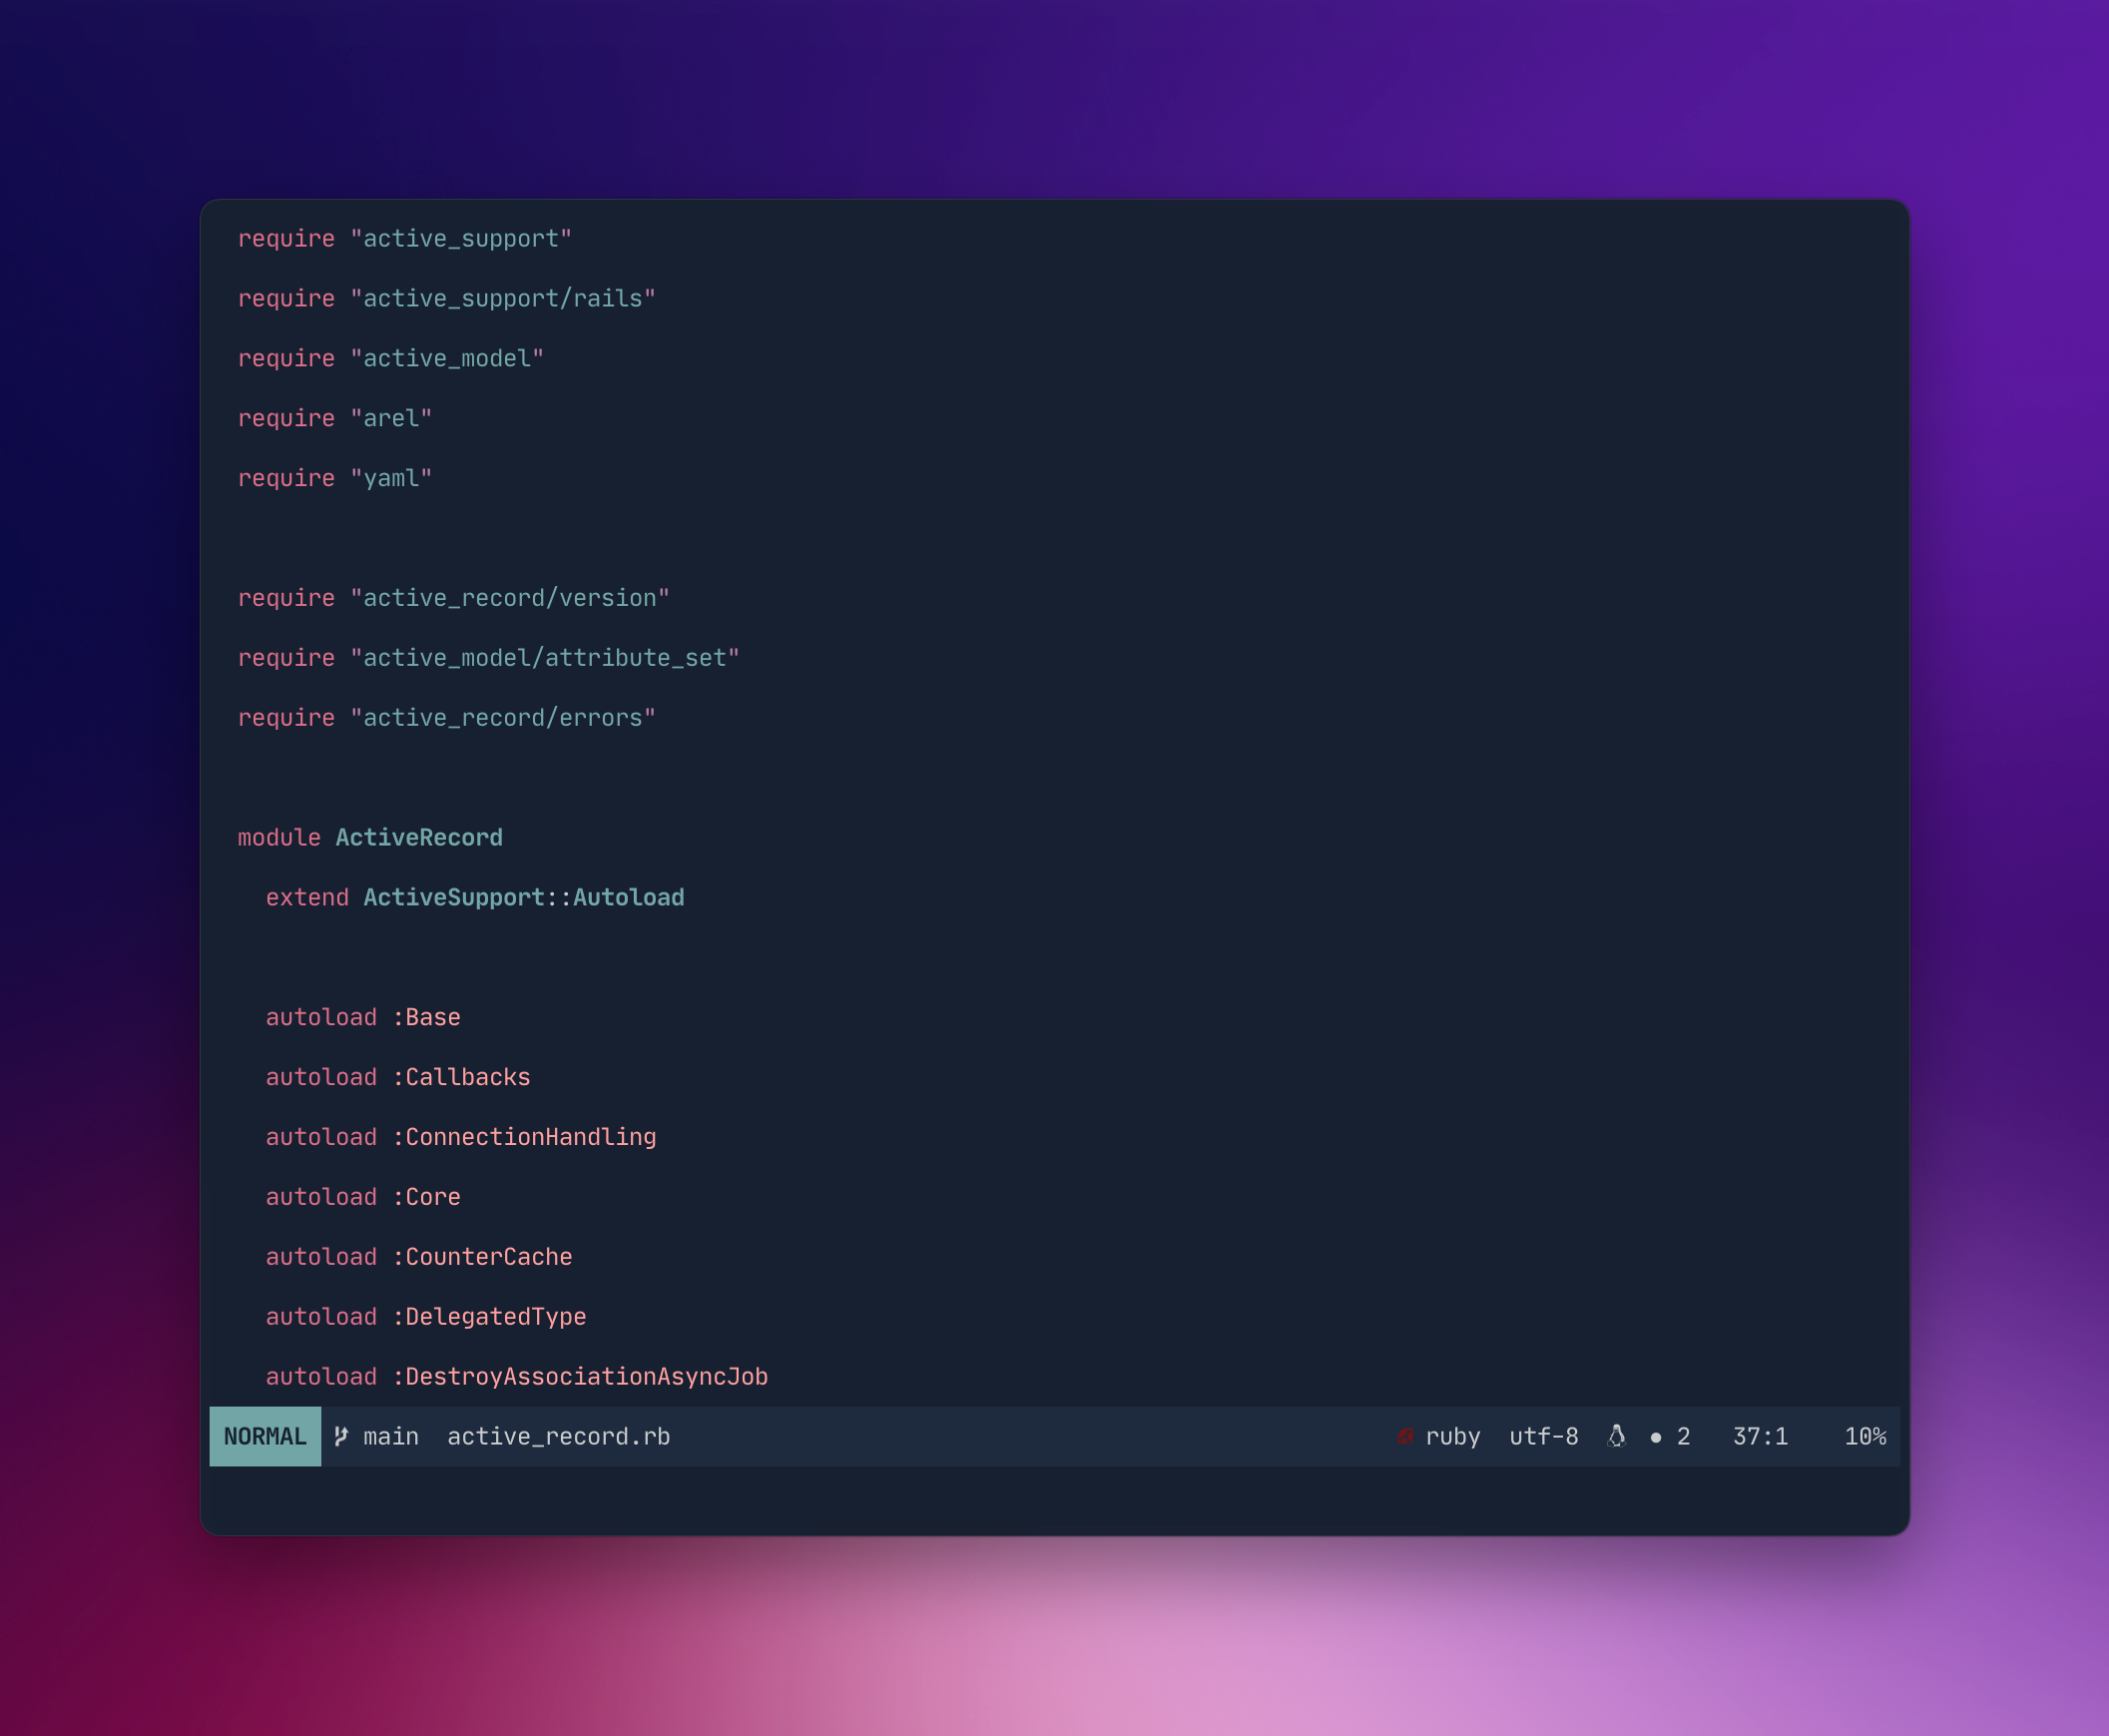 require "active_support"
require "active_support/rails"
require "active_model"
require "arel"
require "yaml"
require "active_record/version"
require "active_model/attribute_set"
require "active_record/errors"
module ActiveRecord
extend ActiveSupport::Autoload
autoload :Base
autoload :Callbacks
autoload :ConnectionHandling
autoload :Core
autoload :CounterCache
autoload :DelegatedType
autoload :DestroyAssociationAsyncJob
NORMAL main active_record.rb ruby utf-8 • 2 37:1 10%